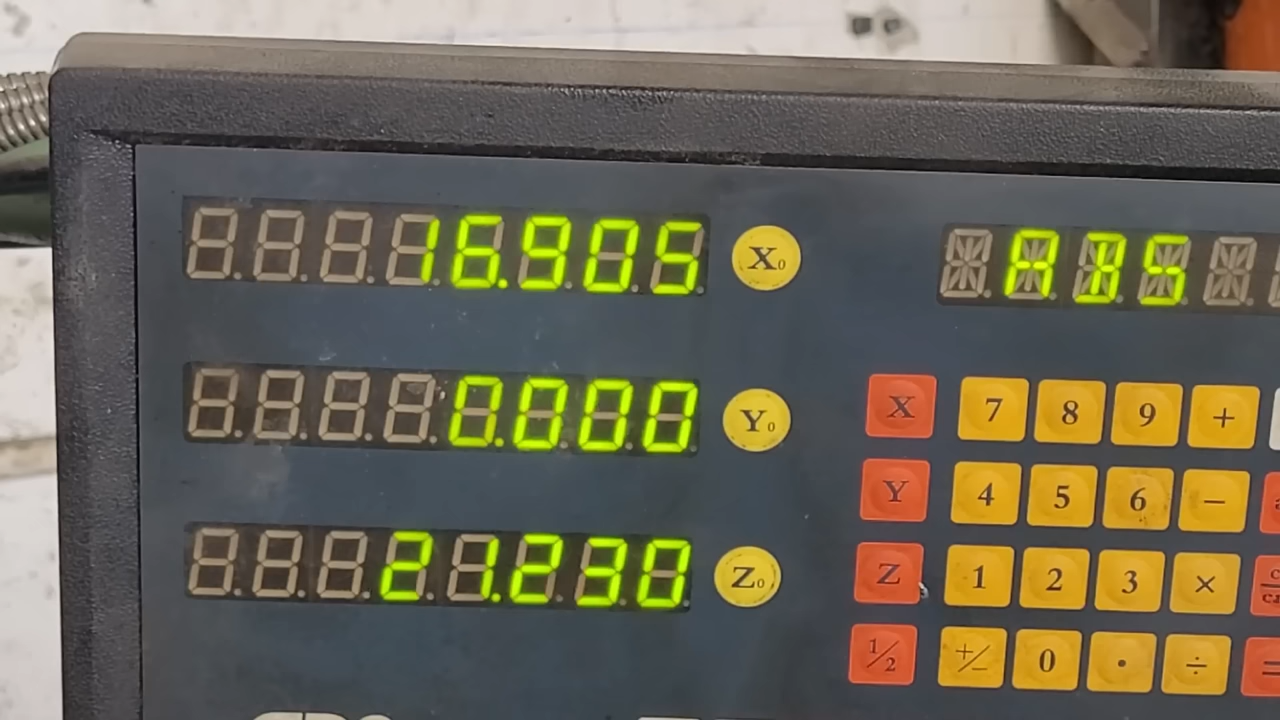 16.905 X0 ABS
0.000 Y0
21.230 Z0
X 7 8 9 +
Y 4 5 6 −
Z 1 2 3 ×
1/2 +/− 0 · ÷ =